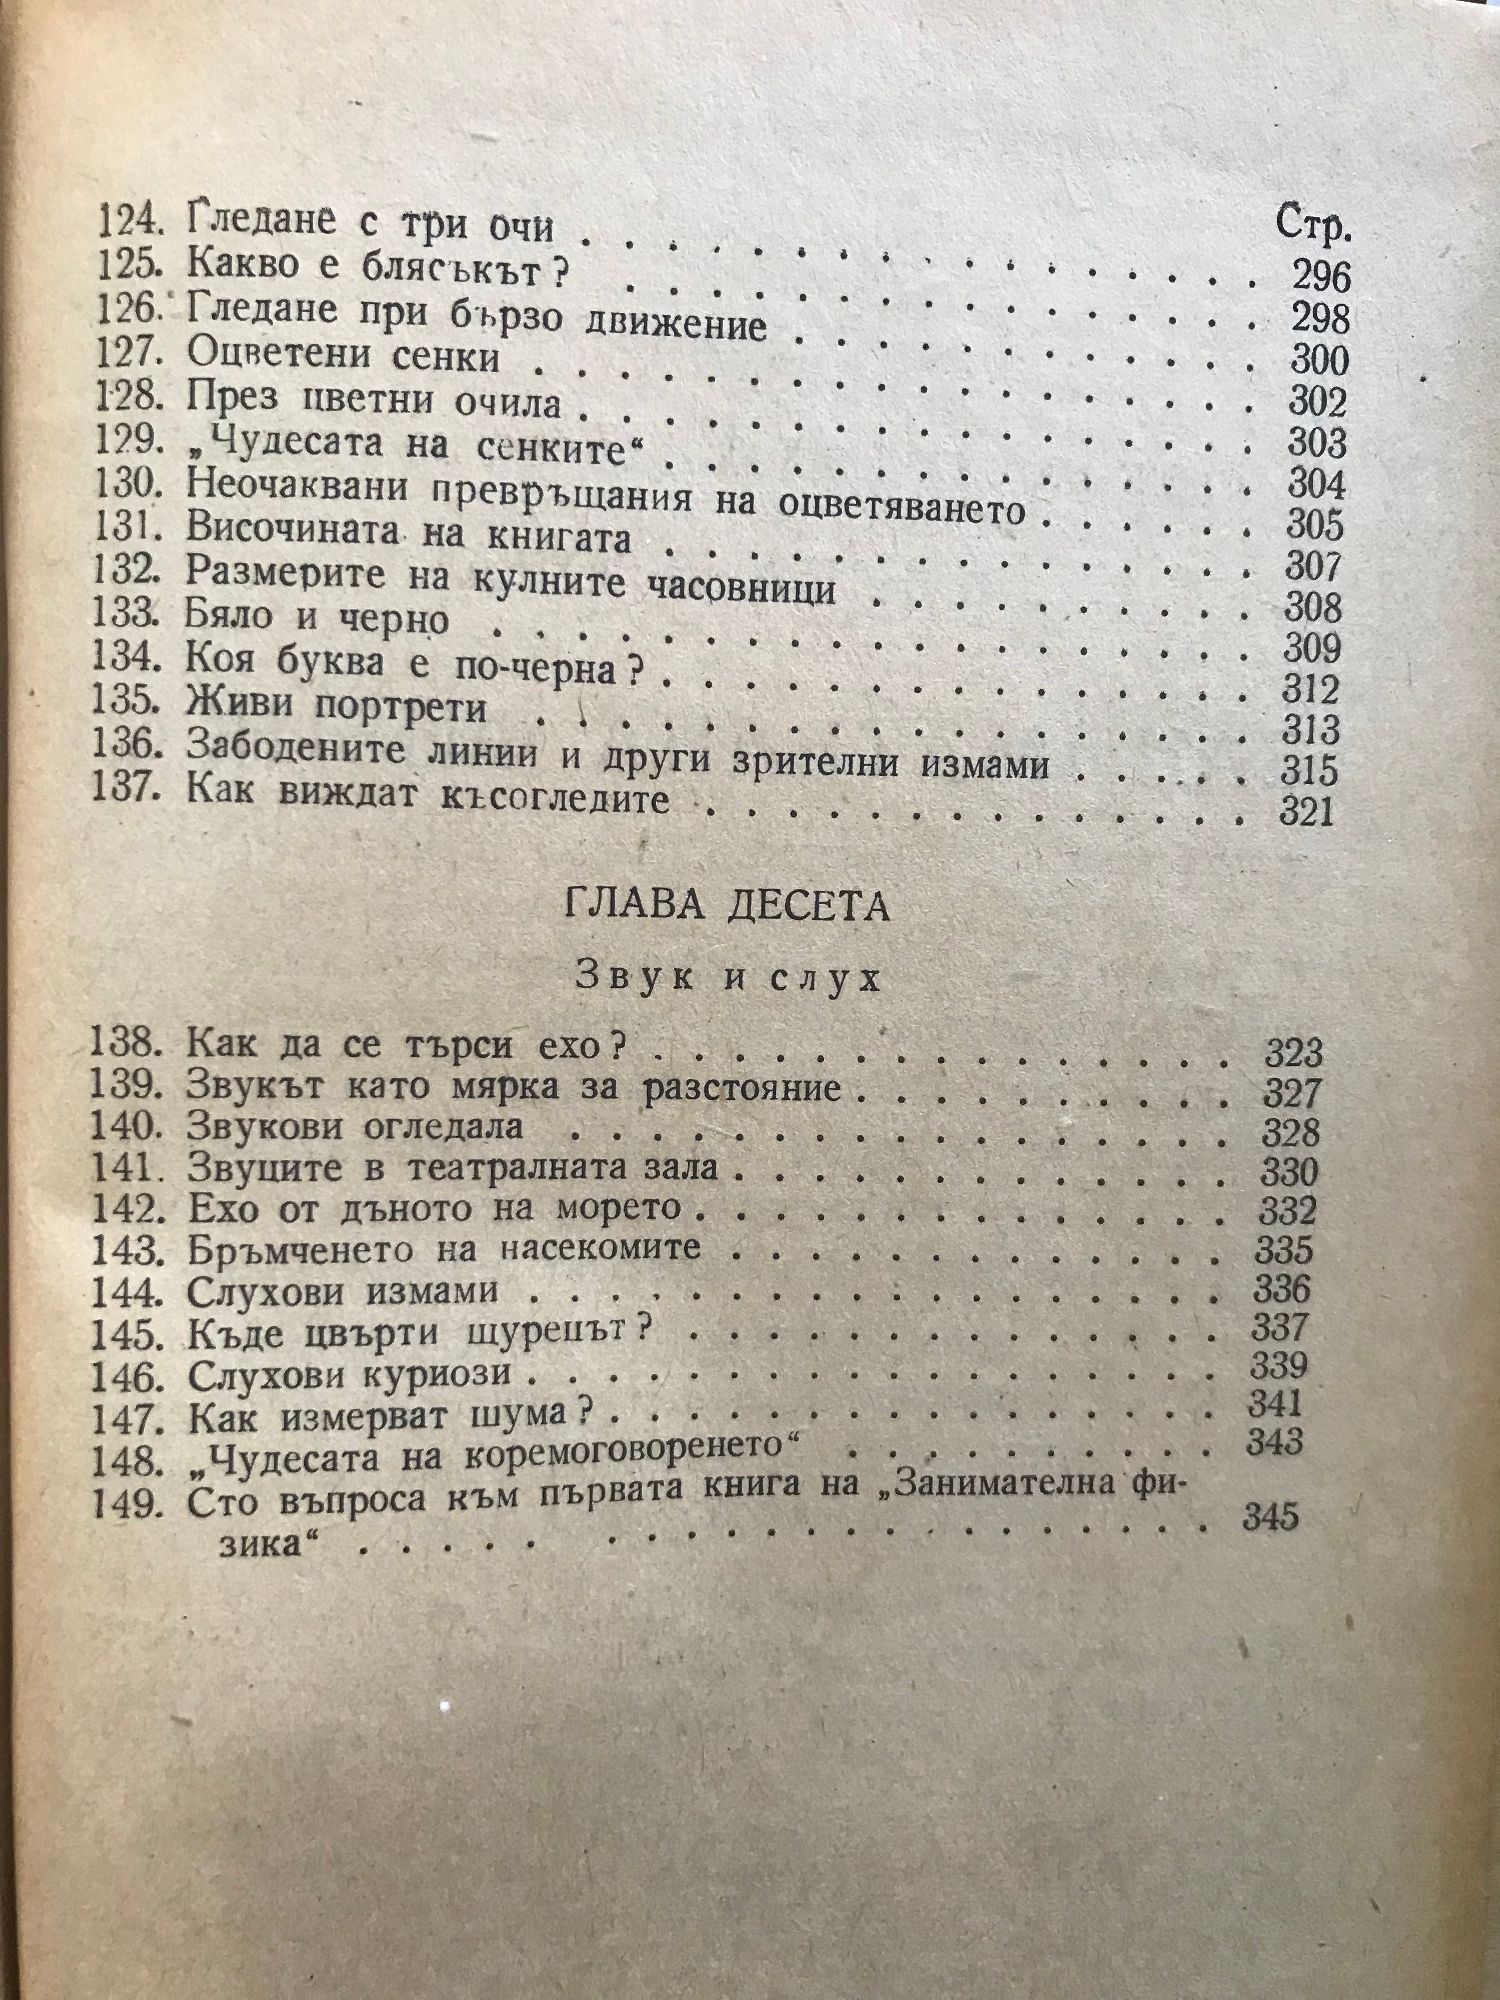 Стр.
124. Гледане с три очи . . . . . . . . . . . . . . . . 296
125. Какво е блясъкът? . . . . . . . . . . . . . . . 298
126. Гледане при бързо движение . . . . . . . . . . . 300
127. Оцветени сенки . . . . . . . . . . . . . . . . . 302
128. През цветни очила . . . . . . . . . . . . . . . . 303
129. „Чудесата на сенките“ . . . . . . . . . . . . . . 304
130. Неочаквани превръщания на оцветяването . . . . . . 305
131. Височината на книгата . . . . . . . . . . . . . . 307
132. Размерите на кулните часовници . . . . . . . . . . 308
133. Бяло и черно . . . . . . . . . . . . . . . . . . 309
134. Коя буква е по-черна? . . . . . . . . . . . . . . 312
135. Живи портрети . . . . . . . . . . . . . . . . . 313
136. Забодените линии и други зрителни измами . . . . . 315
137. Как виждат късогледите . . . . . . . . . . . . . . 321
ГЛАВА ДЕСЕТА
Звук и слух
138. Как да се търси ехо? . . . . . . . . . . . . . . . 323
139. Звукът като мярка за разстояние . . . . . . . . . . 327
140. Звукови огледала . . . . . . . . . . . . . . . . . 328
141. Звуците в театралната зала . . . . . . . . . . . . . 330
142. Ехо от дъното на морето . . . . . . . . . . . . . . 332
143. Бръмченето на насекомите . . . . . . . . . . . . . 335
144. Слухови измами . . . . . . . . . . . . . . . . . . 336
145. Къде цвърти щурецът? . . . . . . . . . . . . . . 337
146. Слухови куриози . . . . . . . . . . . . . . . . . . 339
147. Как измерват шума? . . . . . . . . . . . . . . . . 341
148. „Чудесата на коремоговоренето“ . . . . . . . . . . 343
149. Сто въпроса към първата книга на „Занимателна фи-
зика“ . . . . . . . . . . . . . . . . . . . . 345